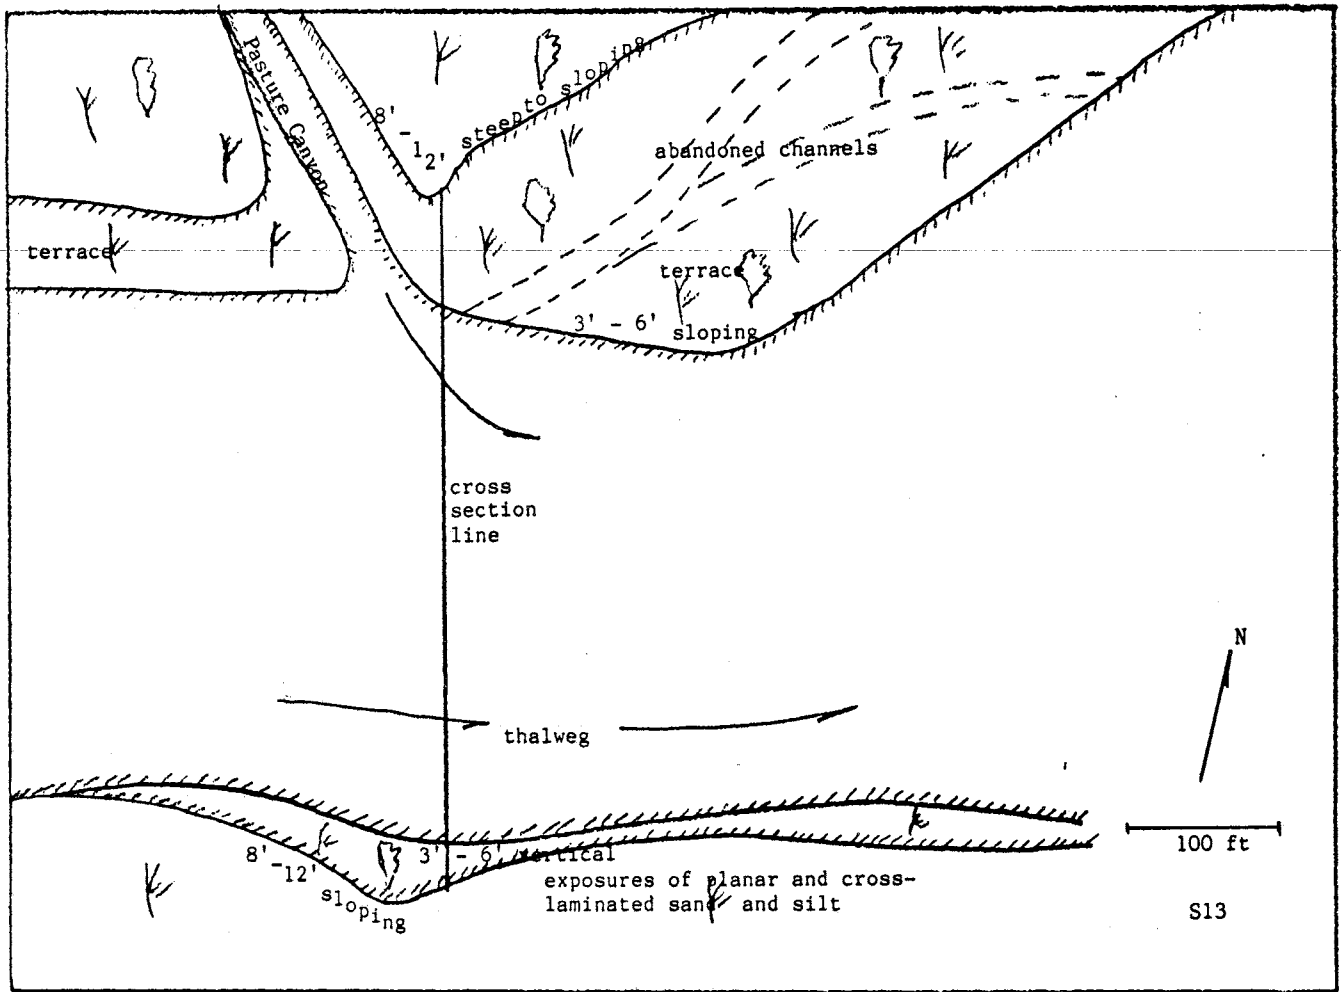 Pasture Canyon
8' - 12'
steep to sloping
abandoned channels
terrace
terrace
3' - 6' sloping
cross
section
line
N
thalweg
100 ft
8' - 12' sloping
3' - 6' vertical
exposures of planar and cross-
laminated sand and silt
S13